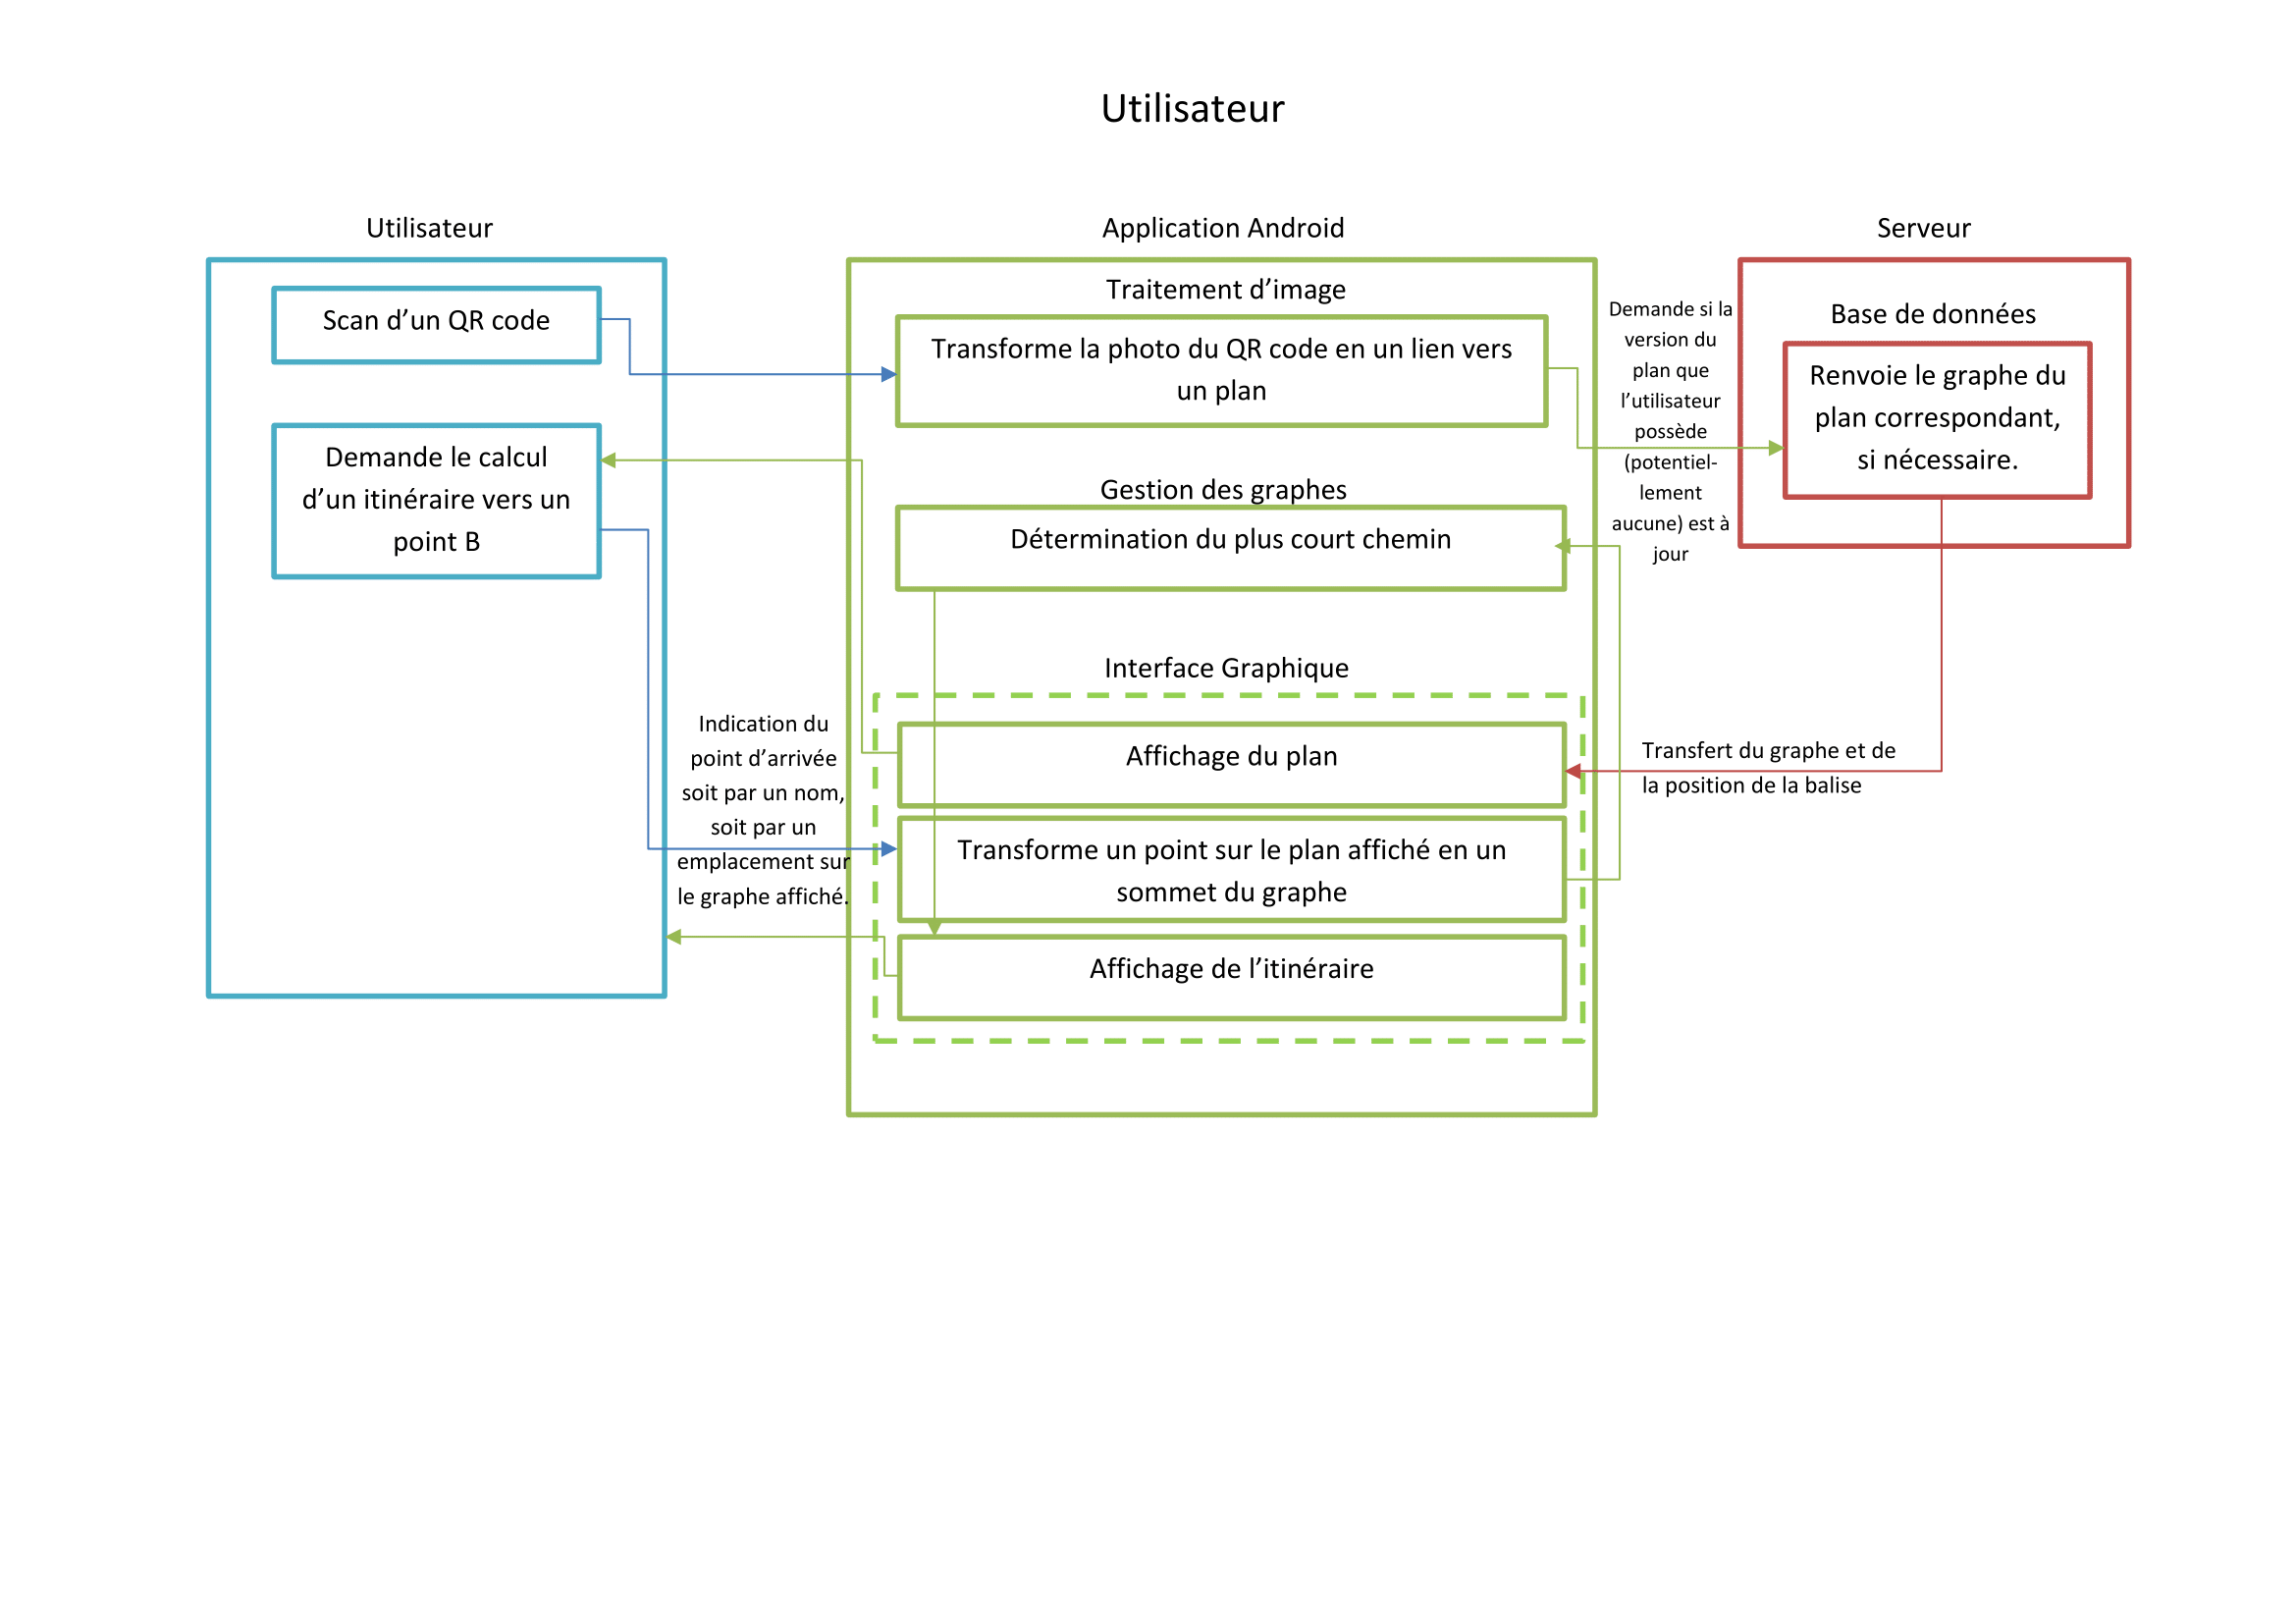 Utilisateur
Utilisateur
Scan d’un QR code
Demande le calcul
d’un itinéraire vers un
point B
Indication du
point d’arrivée
soit par un nom,
soit par un
emplacement sur
le graphe affiché.
Application Android
Traitement d’image
Transforme la photo du QR code en un lien vers
un plan
Gestion des graphes
Détermination du plus court chemin
Interface Graphique
Affichage du plan
Transforme un point sur le plan affiché en un
sommet du graphe
Affichage de l’itinéraire
Demande si la
version du
plan que
l’utilisateur
possède
(potentiel-
lement
aucune) est à
jour
Serveur
Base de données
Renvoie le graphe du
plan correspondant,
si nécessaire.
Transfert du graphe et de
la position de la balise